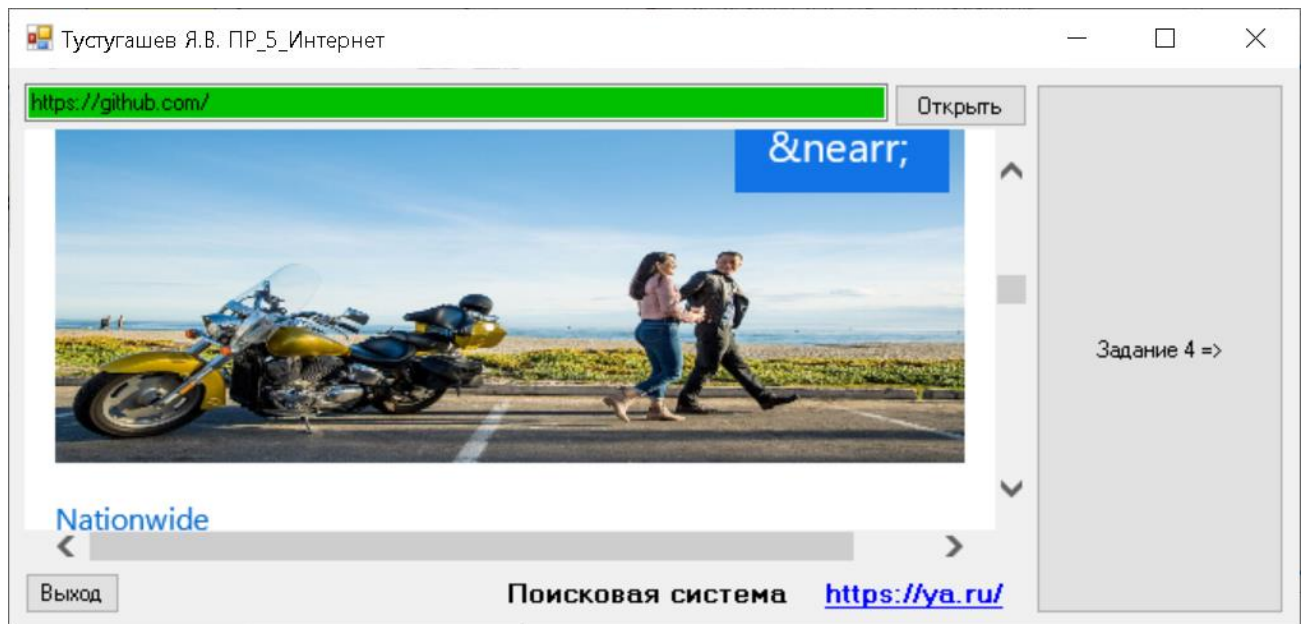 Тустугашев Я.В. ПР_5_Интернет
https://github.com/
Открыть
&nearr;
Задание 4 =>
Nationwide
Выход
Поисковая система https://ya.ru/